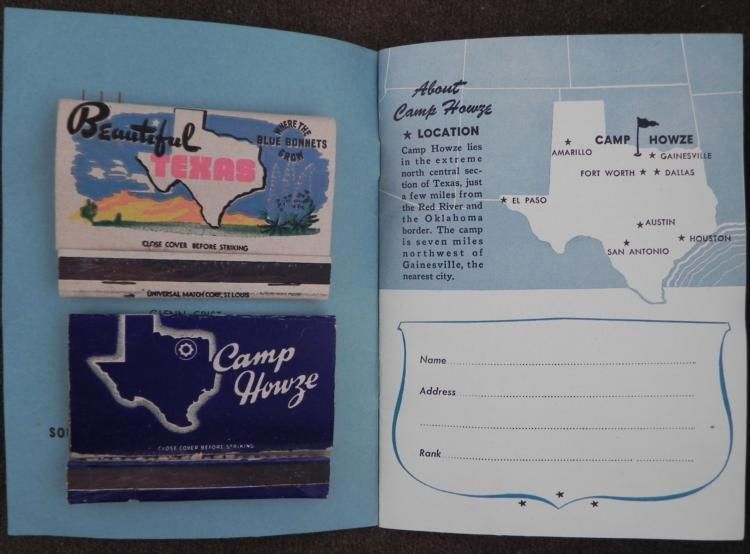 Beautiful
TEXAS
WHERE THE
BLUE BONNETS
GROW
CLOSE COVER BEFORE STRIKING
UNIVERSAL MATCH CORP., ST. LOUIS
Camp
Howze
CLOSE COVER BEFORE STRIKING
About
Camp Howze
★ LOCATION
Camp Howze lies
in the extreme
north central sec-
tion of Texas, just
a few miles from
the Red River and
the Oklahoma
border. The camp
is seven miles
northwest of
Gainesville, the
nearest city.
CAMP HOWZE
AMARILLO
GAINESVILLE
FORT WORTH
DALLAS
EL PASO
AUSTIN
HOUSTON
SAN ANTONIO
Name
Address
Rank